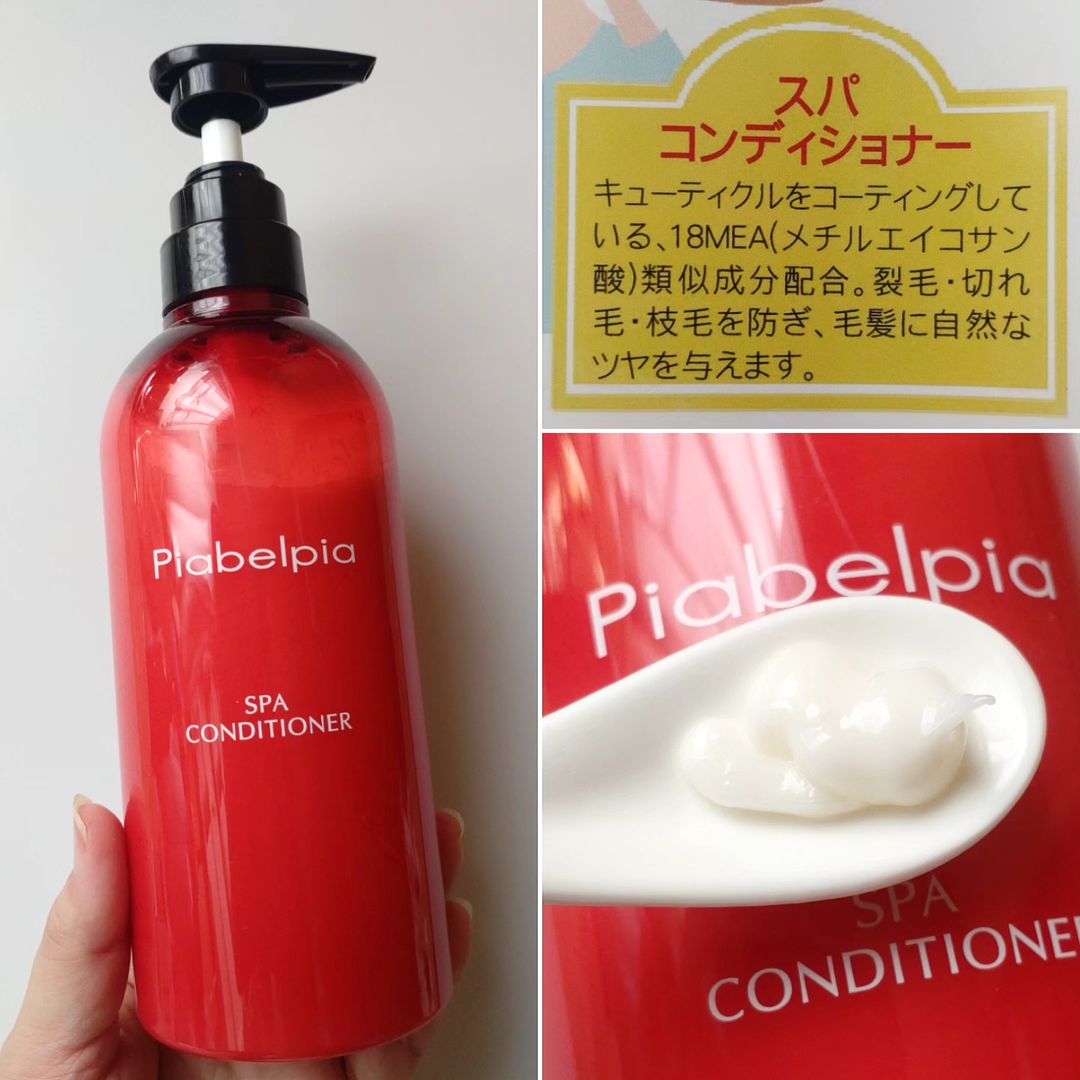 Piabelpia
SPA
CONDITIONER
スパ
コンディショナー
キューティクルをコーティングして
いる、18MEA(メチルエイコサン
酸)類似成分配合。裂毛・切れ
毛・枝毛を防ぎ、毛髪に自然な
ツヤを与えます。
Piabelpia
SPA
CONDITIONE